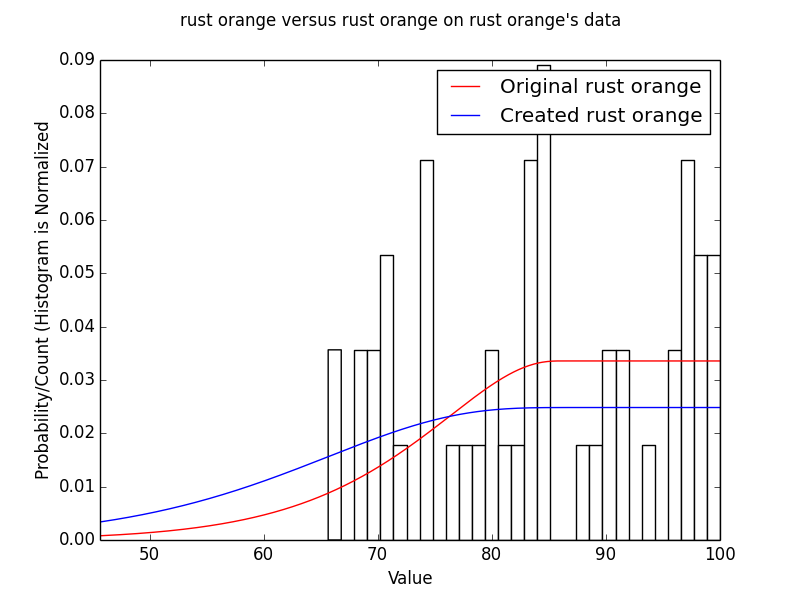 rust orange versus rust orange on rust orange's data
0.09
0.08
0.07
0.06
0.05
0.04
0.03
0.02
0.01
0.00
Probability/Count (Histogram is Normalized
Original rust orange
Created rust orange
50 60 70 80 90 100
Value